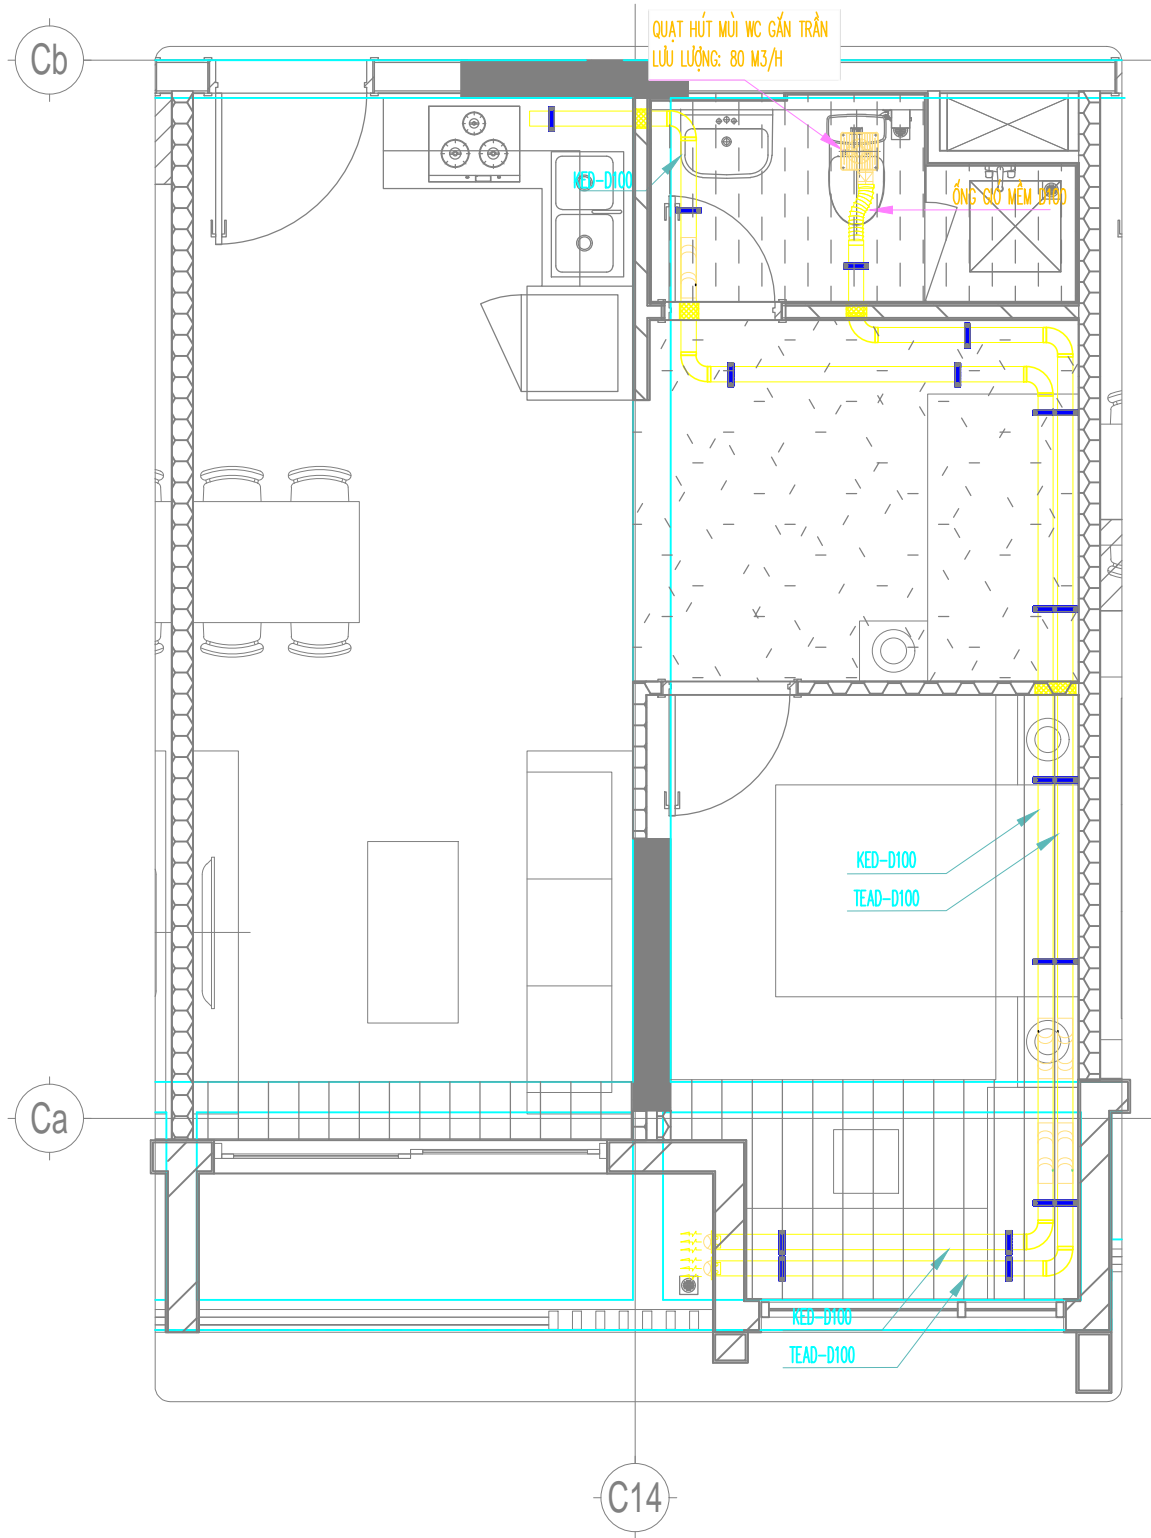 Cb
QUẠT HÚT MÙI WC GẮN TRẦN
LƯU LƯỢNG: 80 M3/H
KED-D100
ỐNG GIÓ MỀM D100
KED-D100
TEAD-D100
Ca
KED-D100
TEAD-D100
C14